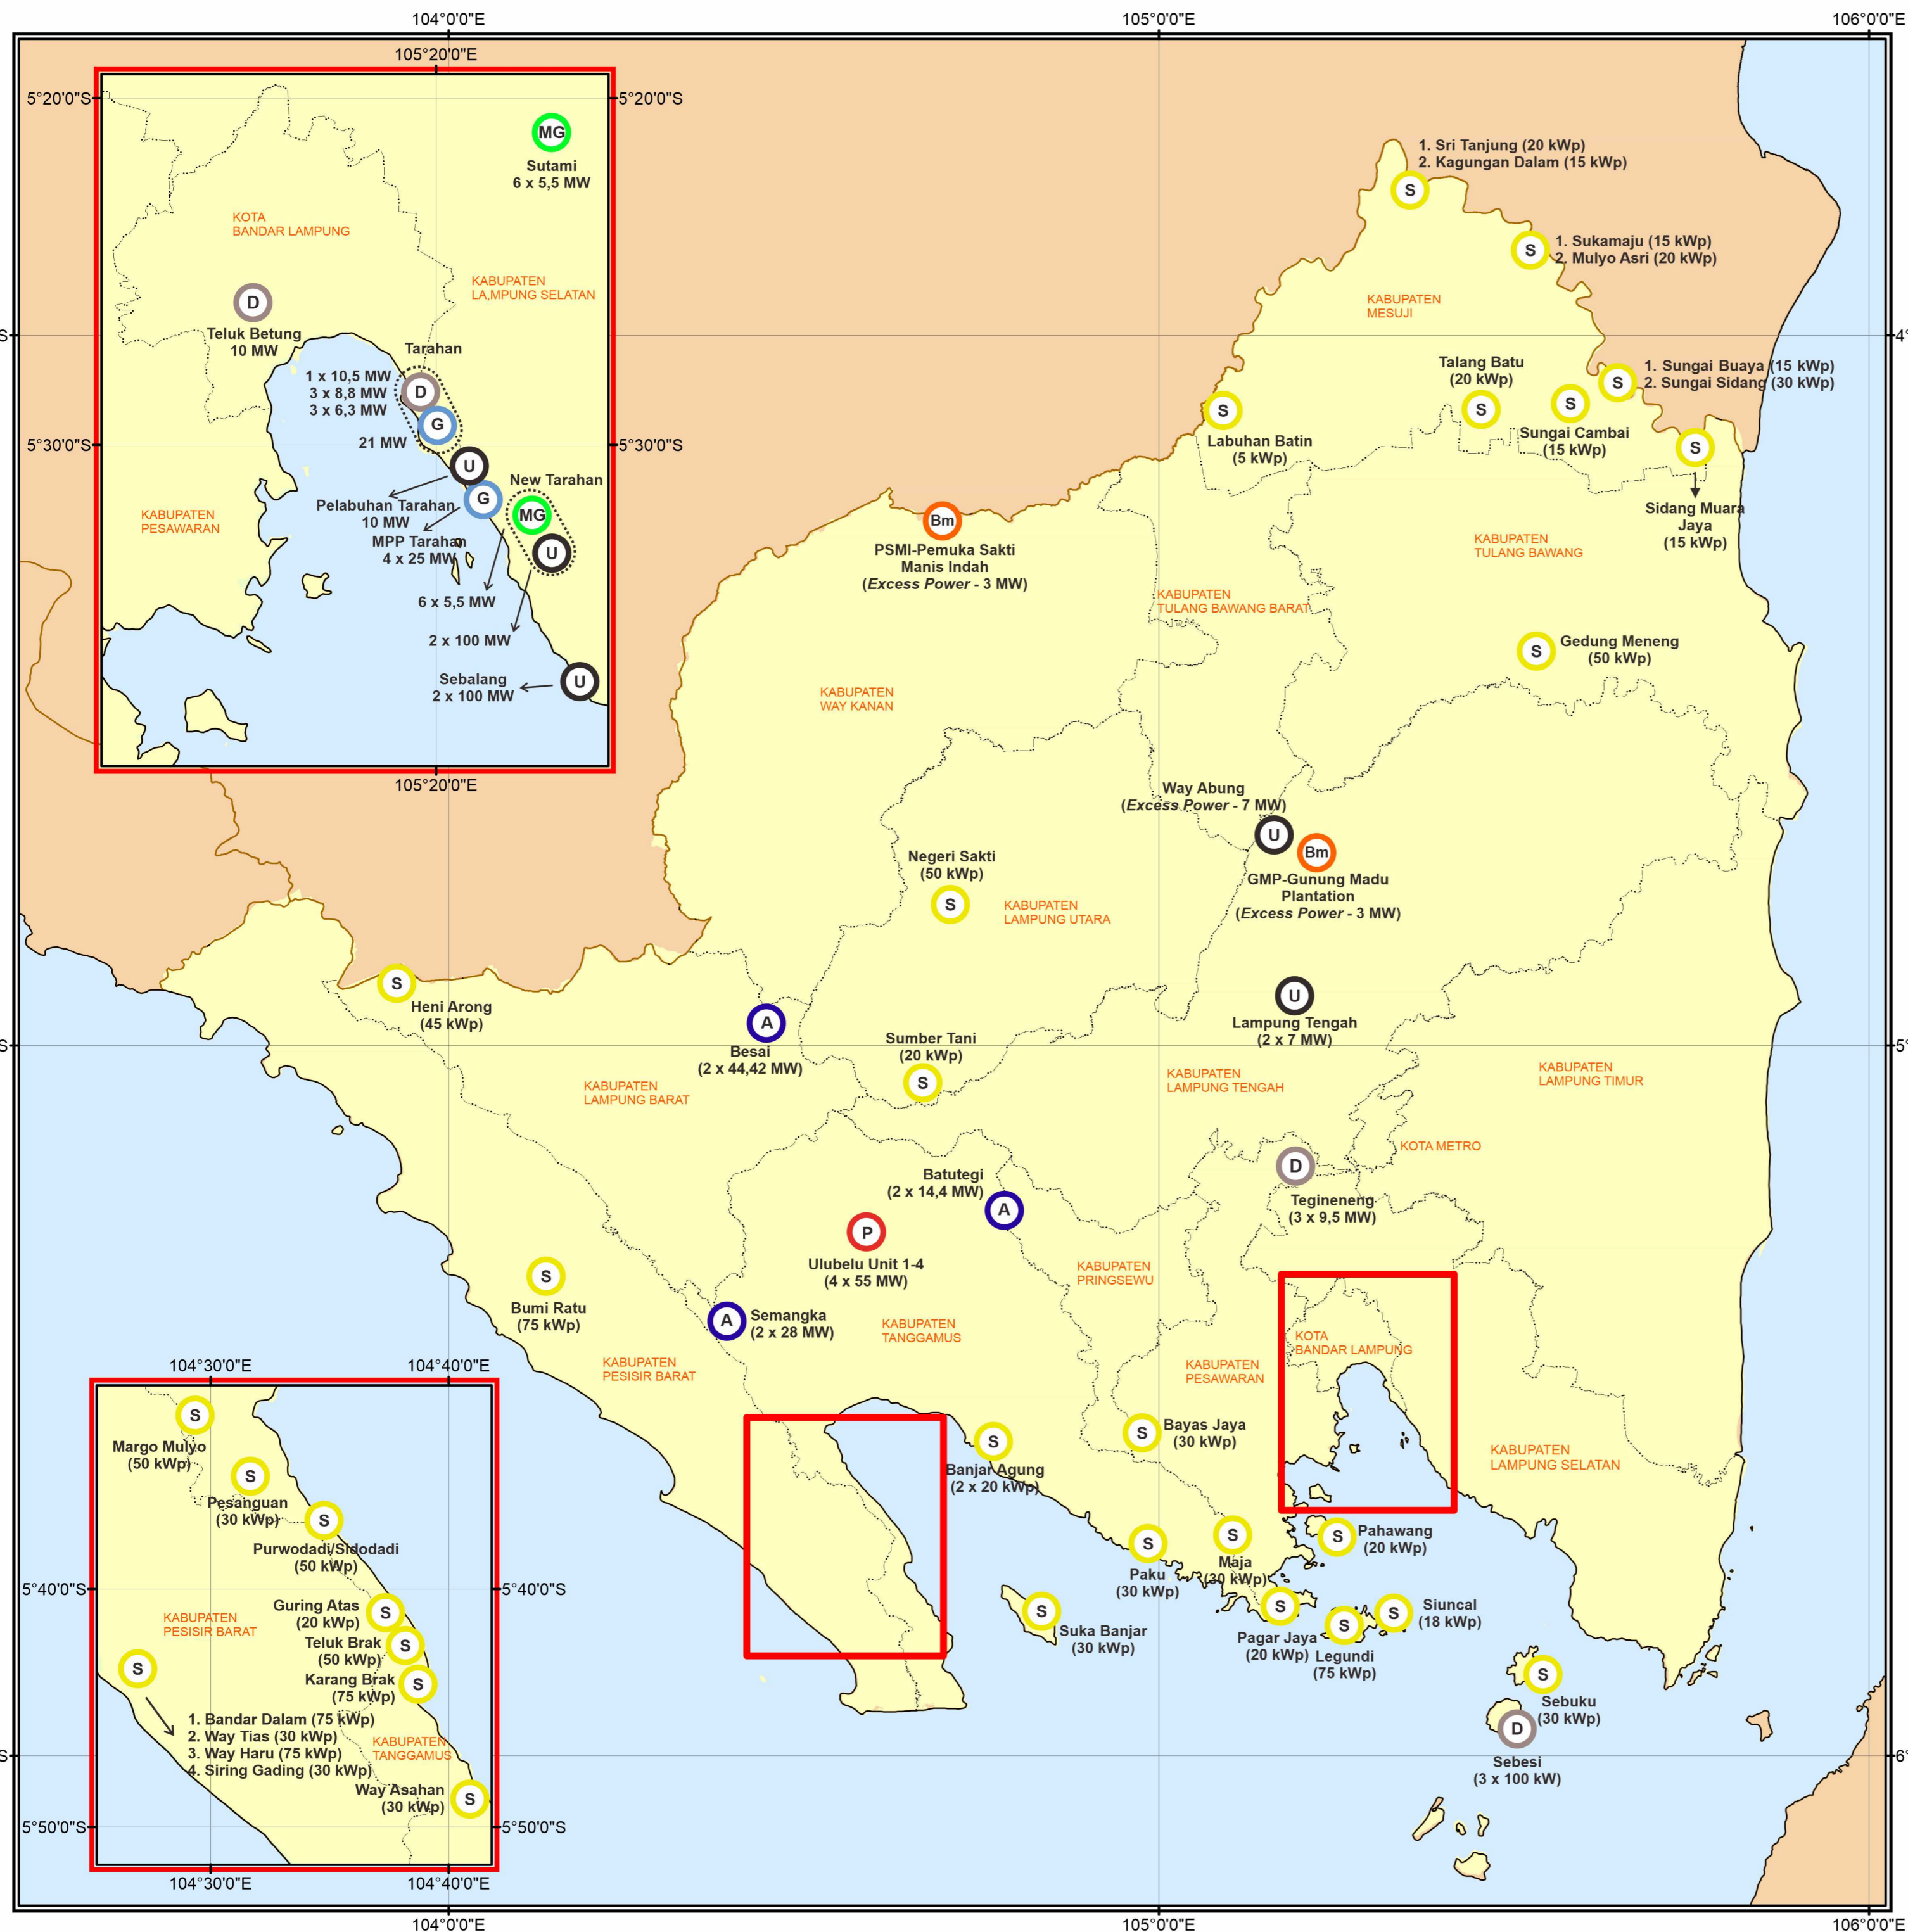 104°0'0"E
105°0'0"E
106°0'0"E
105°20'0"E
5°20'0"S
5°20'0"S
MG
Sutami
6 x 5,5 MW
KOTA
BANDAR LAMPUNG
KABUPATEN
LA,MPUNG SELATAN
D
Teluk Betung
10 MW
Tarahan
1 x 10,5 MW
3 x 8,8 MW
3 x 6,3 MW
D
G
21 MW
5°30'0"S
5°30'0"S
U
G
New Tarahan
Pelabuhan Tarahan
10 MW
MPP Tarahan
4 x 25 MW
MG
U
KABUPATEN
PESAWARAN
6 x 5,5 MW
2 x 100 MW
Sebalang
2 x 100 MW
U
105°20'0"E
1. Sri Tanjung (20 kWp)
2. Kagungan Dalam (15 kWp)
S
S
1. Sukamaju (15 kWp)
2. Mulyo Asri (20 kWp)
KABUPATEN
MESUJI
S
4°
Talang Batu
(20 kWp)
S
S
1. Sungai Buaya (15 kWp)
2. Sungai Sidang (30 kWp)
S
Sungai Cambai
(15 kWp)
S
Labuhan Batin
(5 kWp)
S
Sidang Muara
Jaya
(15 kWp)
Bm
PSMI-Pemuka Sakti
Manis Indah
(Excess Power - 3 MW)
KABUPATEN
TULANG BAWANG
KABUPATEN
TULANG BAWANG BARAT
S
Gedung Meneng
(50 kWp)
KABUPATEN
WAY KANAN
Way Abung
(Excess Power - 7 MW)
U
Bm
GMP-Gunung Madu
Plantation
(Excess Power - 3 MW)
Negeri Sakti
(50 kWp)
S
KABUPATEN
LAMPUNG UTARA
S
Heni Arong
(45 kWp)
A
Besai
(2 x 44,42 MW)
U
Lampung Tengah
(2 x 7 MW)
S
5°
Sumber Tani
(20 kWp)
S
KABUPATEN
LAMPUNG BARAT
KABUPATEN
LAMPUNG TENGAH
KABUPATEN
LAMPUNG TIMUR
KOTA METRO
D
Tegineneng
(3 x 9,5 MW)
Batutegi
(2 x 14,4 MW)
A
P
Ulubelu Unit 1-4
(4 x 55 MW)
KABUPATEN
PRINGSEWU
S
Bumi Ratu
(75 kWp)
A
Semangka
(2 x 28 MW)
KABUPATEN
TANGGAMUS
KOTA
BANDAR LAMPUNG
KABUPATEN
PESISIR BARAT
KABUPATEN
PESAWARAN
S
Bayas Jaya
(30 kWp)
S
Banjar Agung
(2 x 20 kWp)
KABUPATEN
LAMPUNG SELATAN
S
Paku
(30 kWp)
S
Maja
(30 kWp)
S
Pahawang
(20 kWp)
S
Suka Banjar
(30 kWp)
S
Pagar Jaya
(20 kWp)
S
Legundi
(75 kWp)
S
Siuncal
(18 kWp)
S
Sebuku
(30 kWp)
D
Sebesi
(3 x 100 kW)
S
6°
104°30'0"E
104°40'0"E
S
Margo Mulyo
(50 kWp)
S
Pesanguan
(30 kWp)
S
Purwodadi/Sidodadi
(50 kWp)
5°40'0"S
5°40'0"S
KABUPATEN
PESISIR BARAT
Guring Atas
(20 kWp)
S
Teluk Brak
(50 kWp)
S
Karang Brak
(75 kWp)
S
S
1. Bandar Dalam (75 kWp)
2. Way Tias (30 kWp)
3. Way Haru (75 kWp)
4. Siring Gading (30 kWp)
KABUPATEN
TANGGAMUS
Way Asahan
(30 kWp)
S
5°50'0"S
5°50'0"S
104°30'0"E
104°40'0"E
104°0'0"E
105°0'0"E
106°0'0"E